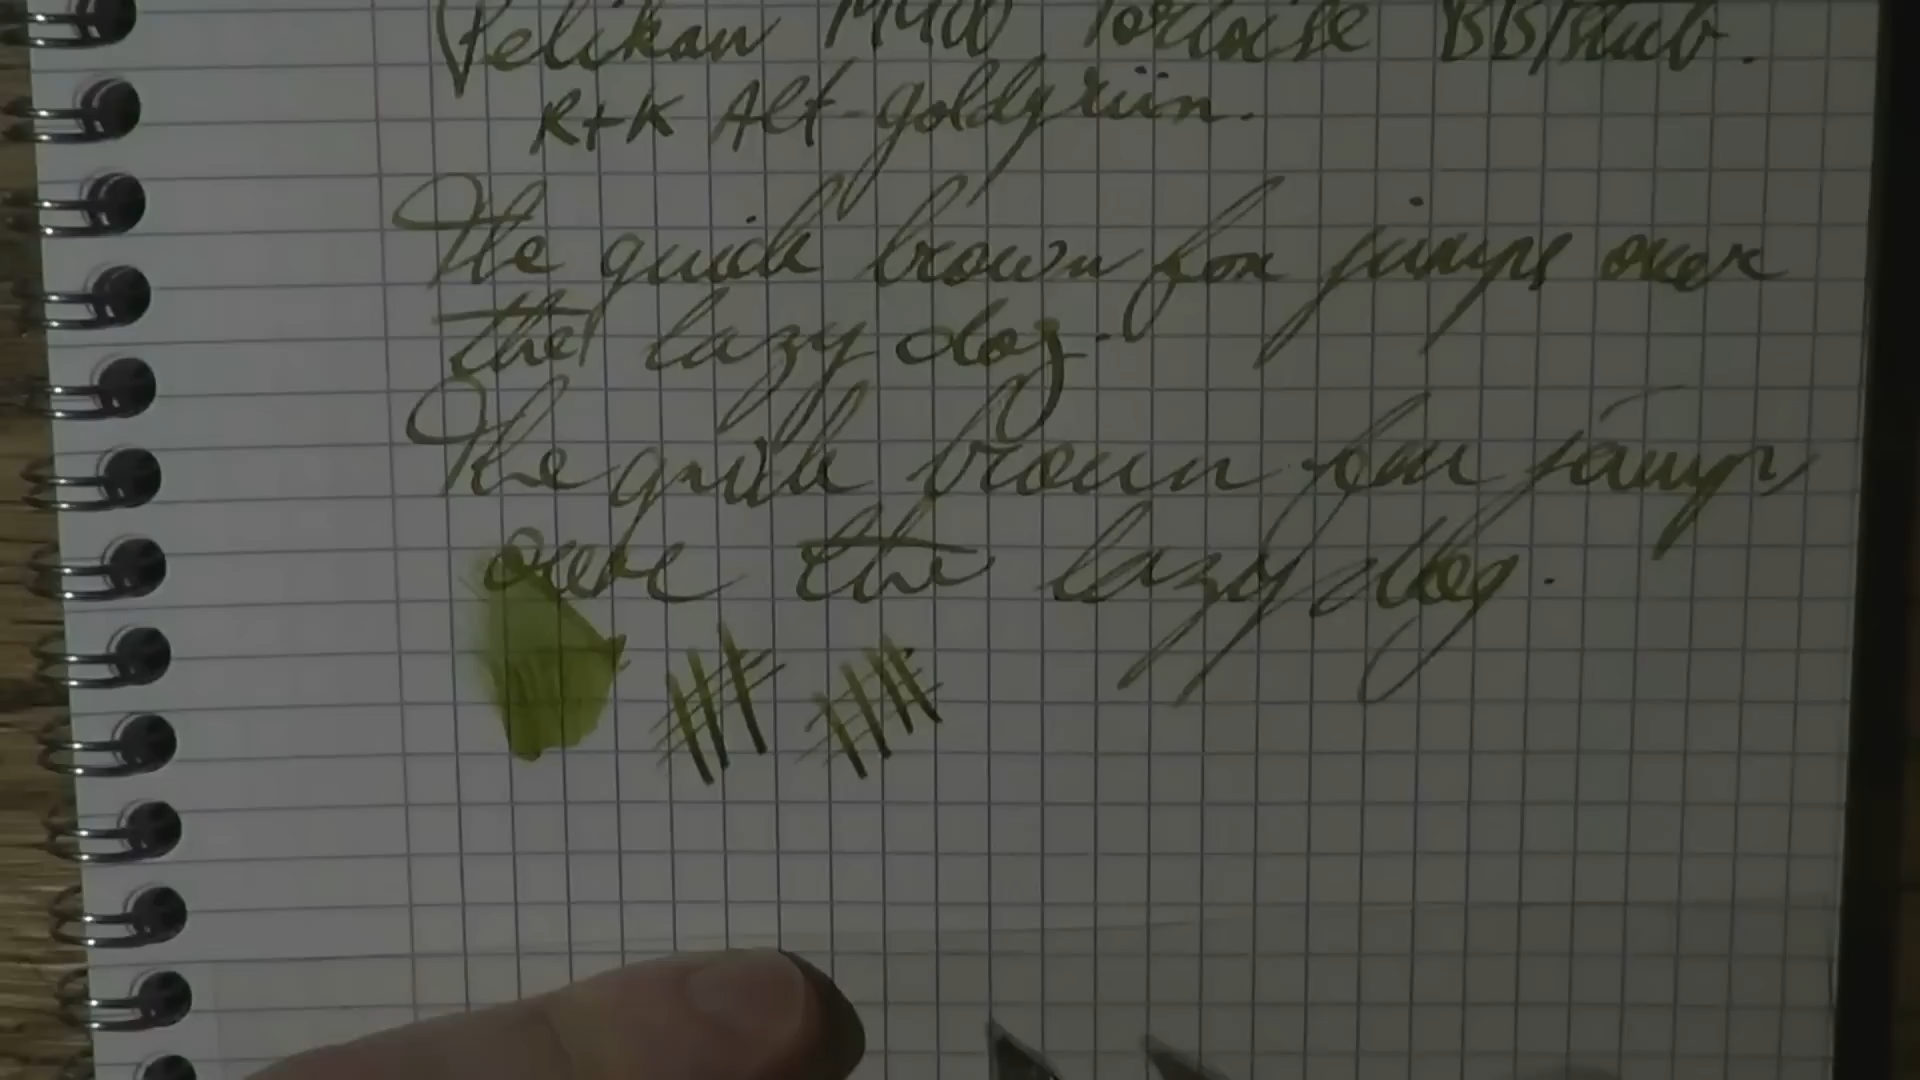 Pelikan M400 Tortoise BB/stub.
R+K Alt-goldgrün.
The quick brown fox jumps over
the lazy dog.
The quick brown fox jumps
over the lazy dog.